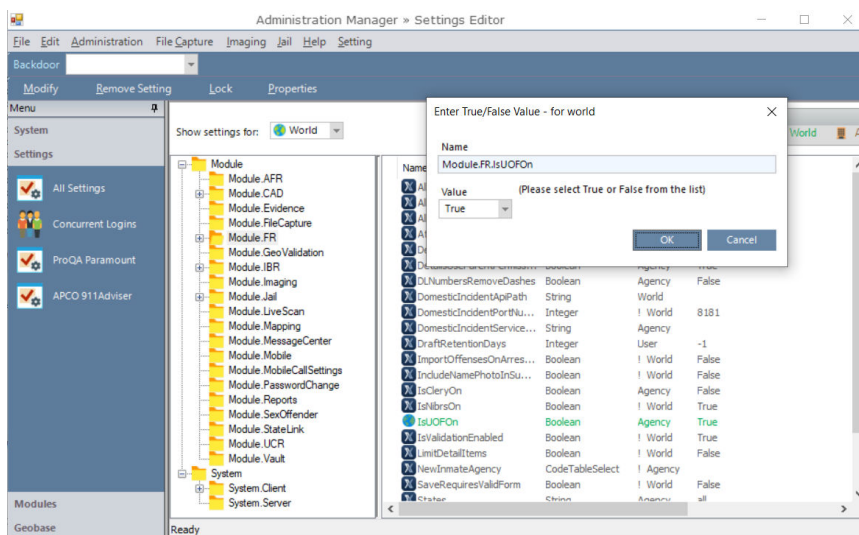 Administration Manager » Settings Editor
File Edit Administration File Capture Imaging Jail Help Setting
Backdoor
Modify Remove Setting Lock Properties
Menu
System
Settings
All Settings
Concurrent Logins
ProQA Paramount
APCO 911Adviser
Modules
Geobase
Show settings for: World
World
Module
Module.AFR
Module.CAD
Module.Evidence
Module.FileCapture
Module.FR
Module.GeoValidation
Module.IBR
Module.Imaging
Module.Jail
Module.LiveScan
Module.Mapping
Module.MessageCenter
Module.Mobile
Module.MobileCallSettings
Module.PasswordChange
Module.Reports
Module.SexOffender
Module.StateLink
Module.UCR
Module.Vault
System
System.Client
System.Server
Enter True/False Value - for world
Name
Module.FR.IsUOFOn
Value (Please select True or False from the list)
True
OK Cancel
Name
DLNumbersRemoveDashes Boolean Agency False
DomesticIncidentApiPath String World
DomesticIncidentPortNu... Integer ! World 8181
DomesticIncidentService... String Agency
DraftRetentionDays Integer User -1
ImportOffensesOnArres... Boolean ! World False
IncludeNamePhotoInSu... Boolean ! World False
IsCleryOn Boolean Agency False
IsNibrsOn Boolean ! World True
IsUOFOn Boolean Agency True
IsValidationEnabled Boolean ! World True
LimitDetailItems Boolean ! World False
NewInmateAgency CodeTableSelect ! Agency
SaveRequiresValidForm Boolean ! World False
States String Agency all
Ready